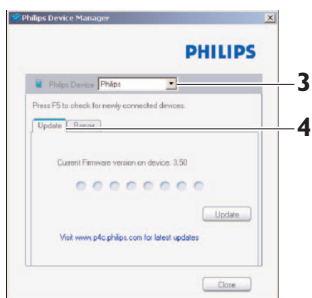 Philips Device Manager
PHILIPS
Philips Device Philips
3
Press F5 to check for newly connected devices.
4
Update Repair
Current Firmware version on device: 3.50
Update
Visit www.p4c.philips.com for latest updates
Close